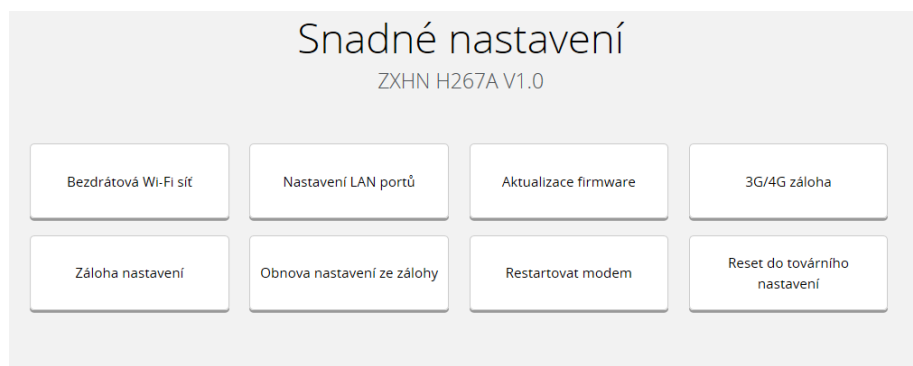 Snadné nastavení
ZXHN H267A V1.0
Bezdrátová Wi-Fi síť
Nastavení LAN portů
Aktualizace firmware
3G/4G záloha
Záloha nastavení
Obnova nastavení ze zálohy
Restartovat modem
Reset do továrního
nastavení